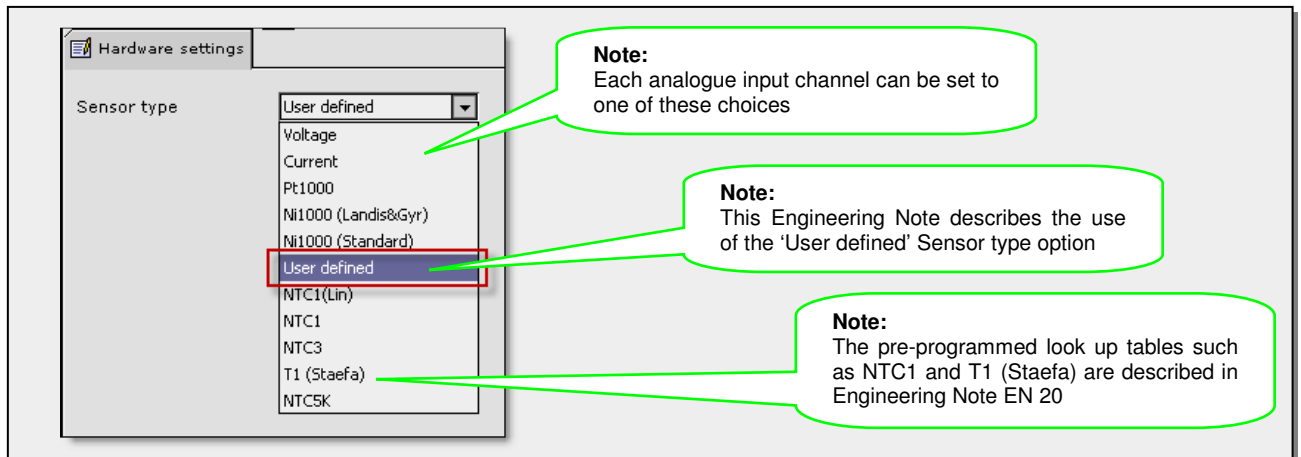 Hardware settings
Sensor type
User defined
Voltage
Current
Pt1000
Ni1000 (Landis&Gyr)
Ni1000 (Standard)
User defined
NTC1(Lin)
NTC1
NTC3
T1 (Staefa)
NTC5K
Note:
Each analogue input channel can be set to
one of these choices
Note:
This Engineering Note describes the use
of the ‘User defined’ Sensor type option
Note:
The pre-programmed look up tables such
as NTC1 and T1 (Staefa) are described in
Engineering Note EN 20